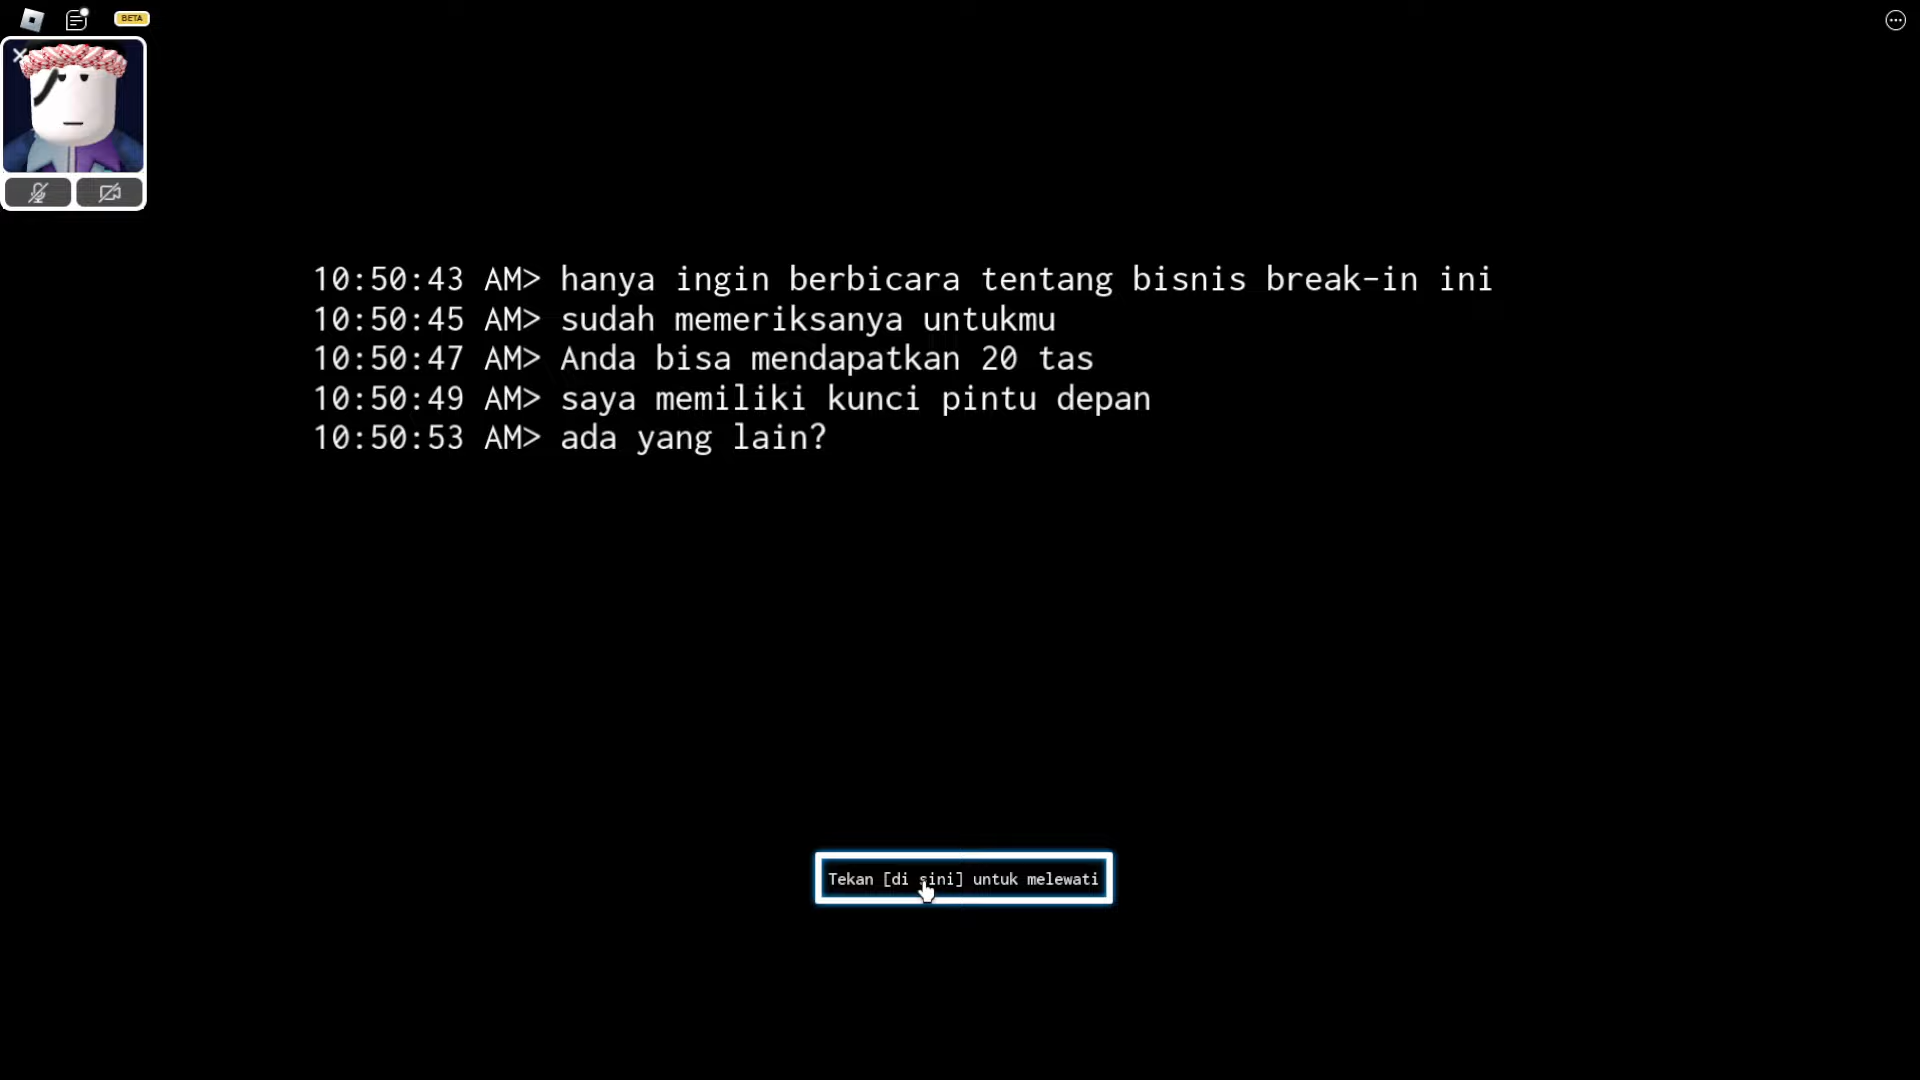 BETA
10:50:43 AM> hanya ingin berbicara tentang bisnis break-in ini
10:50:45 AM> sudah memeriksanya untukmu
10:50:47 AM> Anda bisa mendapatkan 20 tas
10:50:49 AM> saya memiliki kunci pintu depan
10:50:53 AM> ada yang lain?
Tekan [di sini] untuk melewati